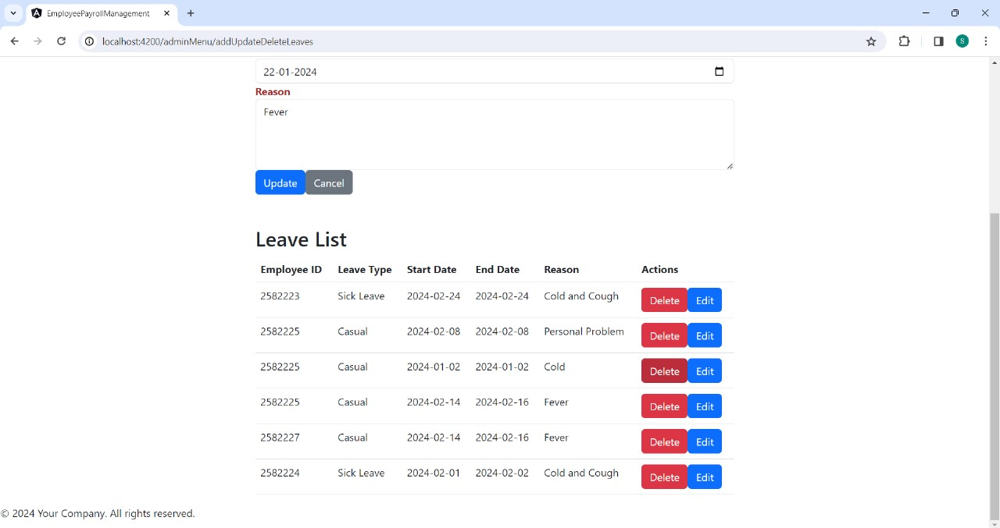 EmployeePayrollManagement
localhost:4200/adminMenu/addUpdateDeleteLeaves
S
22-01-2024
Reason
Fever
Update Cancel
Leave List
Employee ID Leave Type Start Date End Date Reason Actions
2582223 Sick Leave 2024-02-24 2024-02-24 Cold and Cough Delete Edit
2582225 Casual 2024-02-08 2024-02-08 Personal Problem Delete Edit
2582225 Casual 2024-01-02 2024-01-02 Cold Delete Edit
2582225 Casual 2024-02-14 2024-02-16 Fever Delete Edit
2582227 Casual 2024-02-14 2024-02-16 Fever Delete Edit
2582224 Sick Leave 2024-02-01 2024-02-02 Cold and Cough Delete Edit
© 2024 Your Company. All rights reserved.